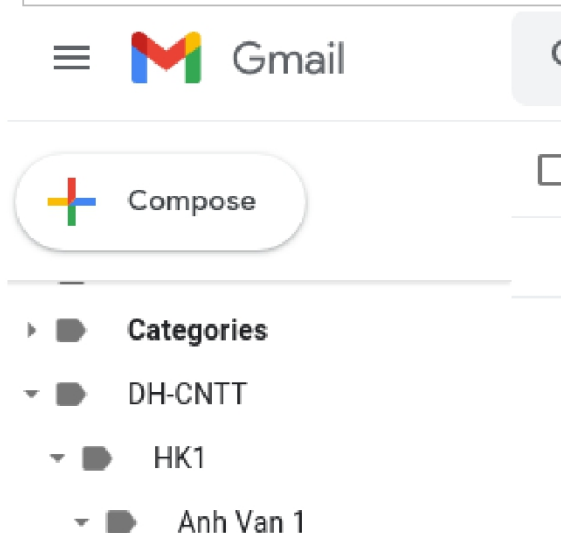 Gmail
Compose
Categories
DH-CNTT
HK1
Anh Van 1